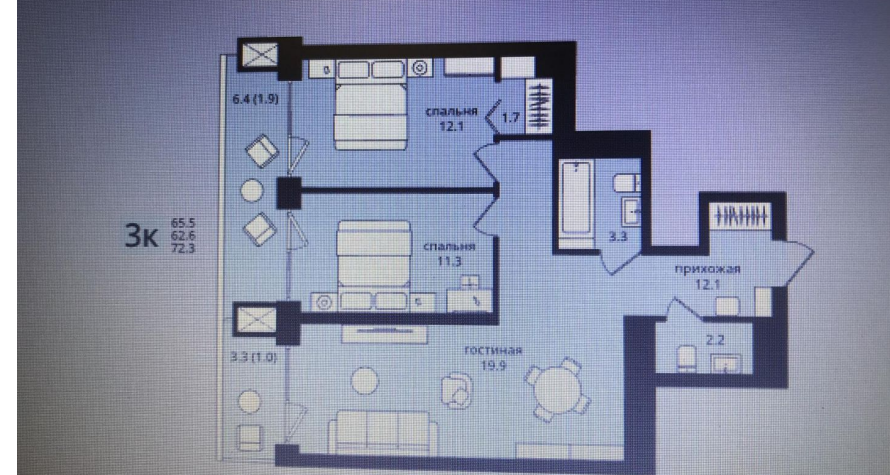 6.4 (1.9)
спальня
12.1
1.7
3к
65.5
62.6
72.3
спальня
11.3
3.3
прихожая
12.1
гостиная
19.9
2.2
3.3 (1.0)